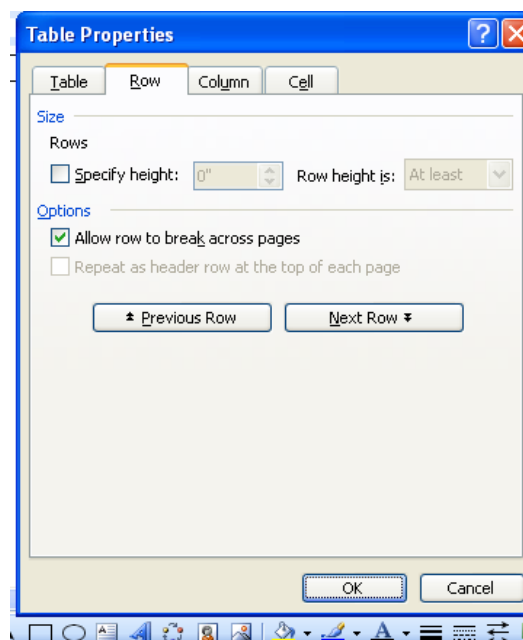 Table Properties
Table Row Column Cell
Size
Rows
Specify height: 0" Row height is: At least
Options
Allow row to break across pages
Repeat as header row at the top of each page
Previous Row Next Row
OK Cancel